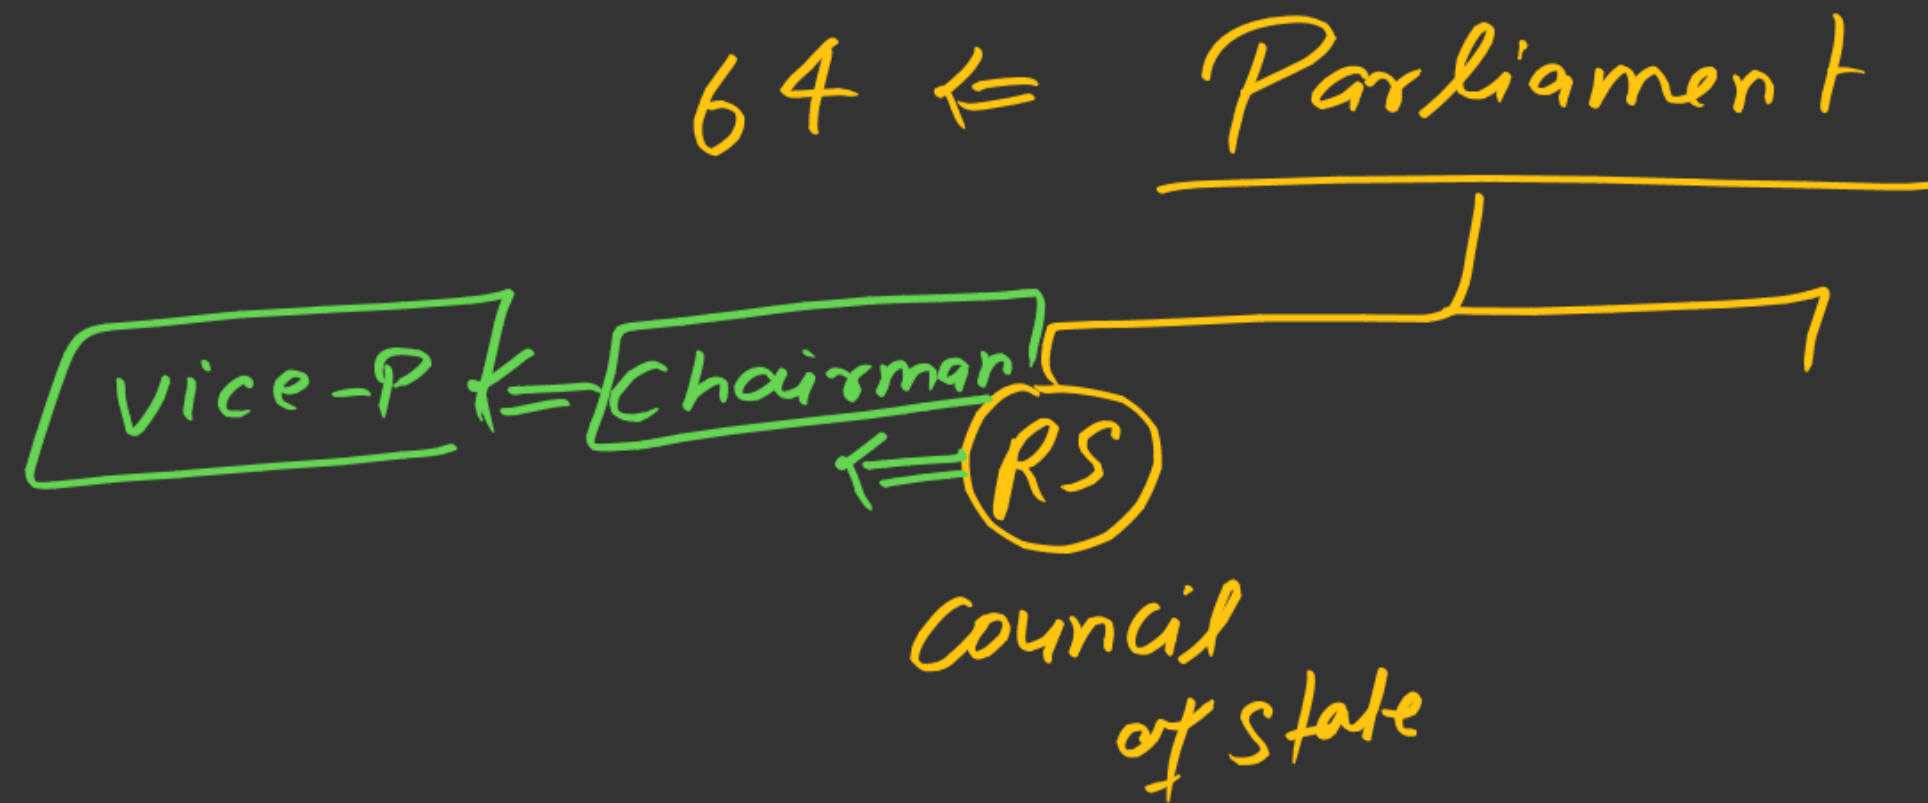 64 ⇐ Parliament
Vice-P ⇐ Chairman
⇐ RS
Council
of state